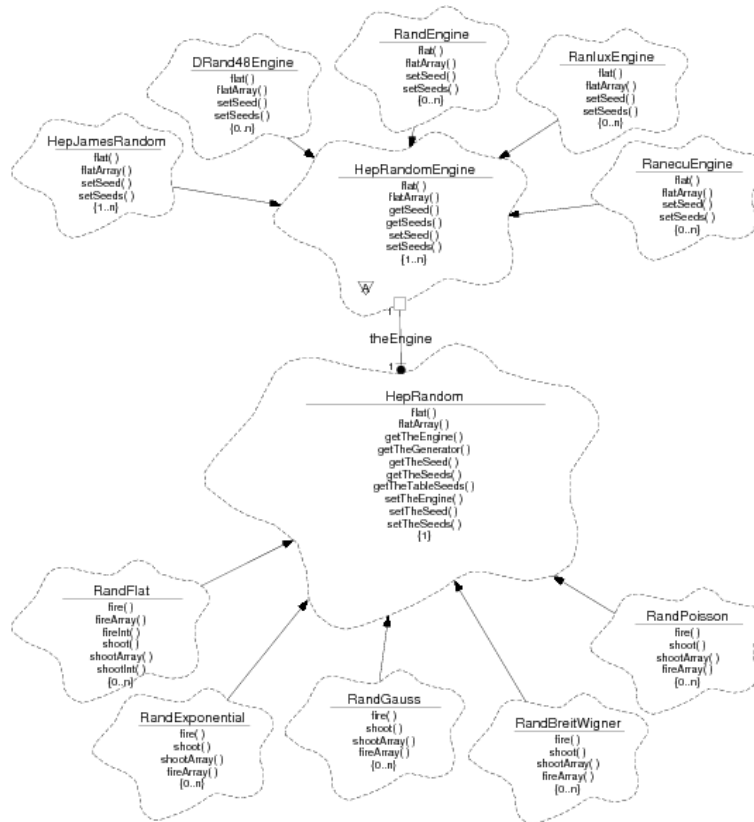 RandEngine
flat( )
flatArray( )
setSeed( )
setSeeds( )
{0..n}
DRand48Engine
flat( )
flatArray( )
setSeed( )
setSeeds( )
{0..n}
RanluxEngine
flat( )
flatArray( )
setSeed( )
setSeeds( )
{0..n}
HepJamesRandom
flat( )
flatArray( )
setSeed( )
setSeeds( )
{1..n}
HepRandomEngine
flat( )
flatArray( )
getSeed( )
getSeeds( )
setSeed( )
setSeeds( )
{1..n}
RanecuEngine
flat( )
flatArray( )
setSeed( )
setSeeds( )
{0..n}
A
1
theEngine
1
HepRandom
flat( )
flatArray( )
getTheEngine( )
getTheGenerator( )
getTheSeed( )
getTheSeeds( )
getTheTableSeeds( )
setTheEngine( )
setTheSeed( )
setTheSeeds( )
{1}
RandFlat
fire( )
fireArray( )
fireInt( )
shoot( )
shootArray( )
shootInt( )
{0..n}
RandPoisson
fire( )
shoot( )
shootArray( )
fireArray( )
{0..n}
RandExponential
fire( )
shoot( )
shootArray( )
fireArray( )
{0..n}
RandGauss
fire( )
shoot( )
shootArray( )
fireArray( )
{0..n}
RandBreitWigner
fire( )
shoot( )
shootArray( )
fireArray( )
{0..n}